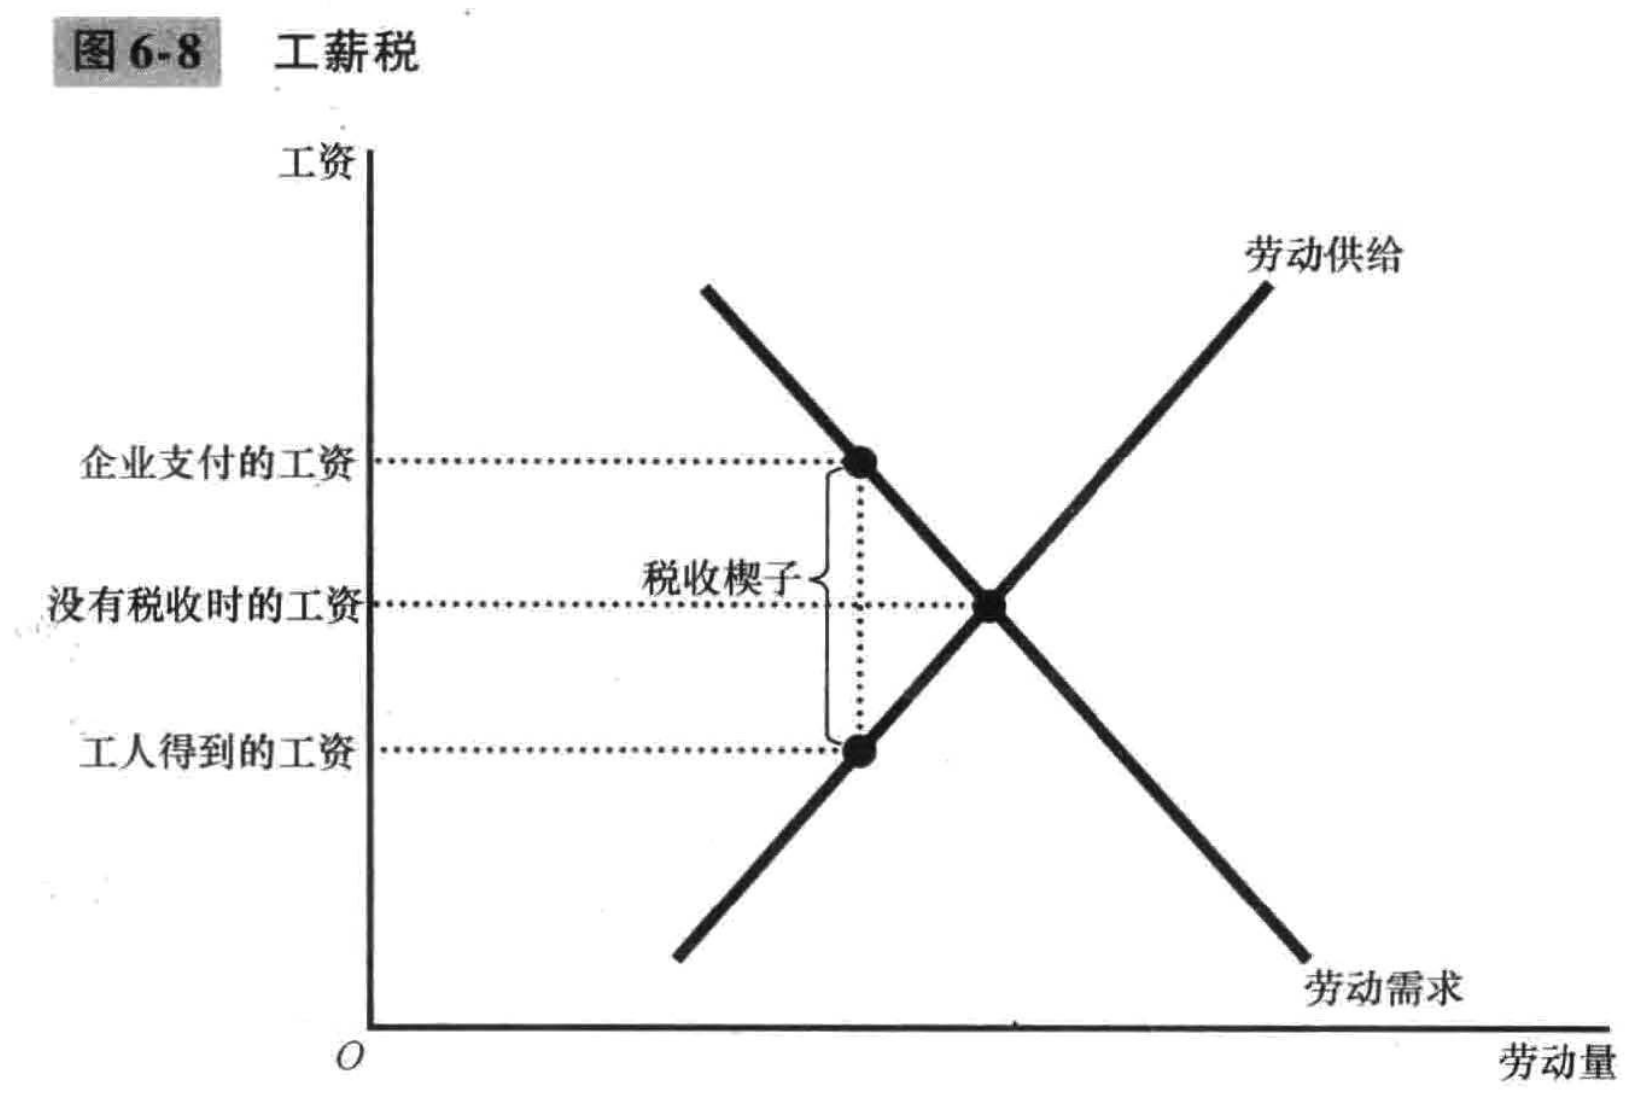 图 6-8 工薪税
工资
劳动供给
企业支付的工资
税收楔子
没有税收时的工资
工人得到的工资
劳动需求
O
劳动量